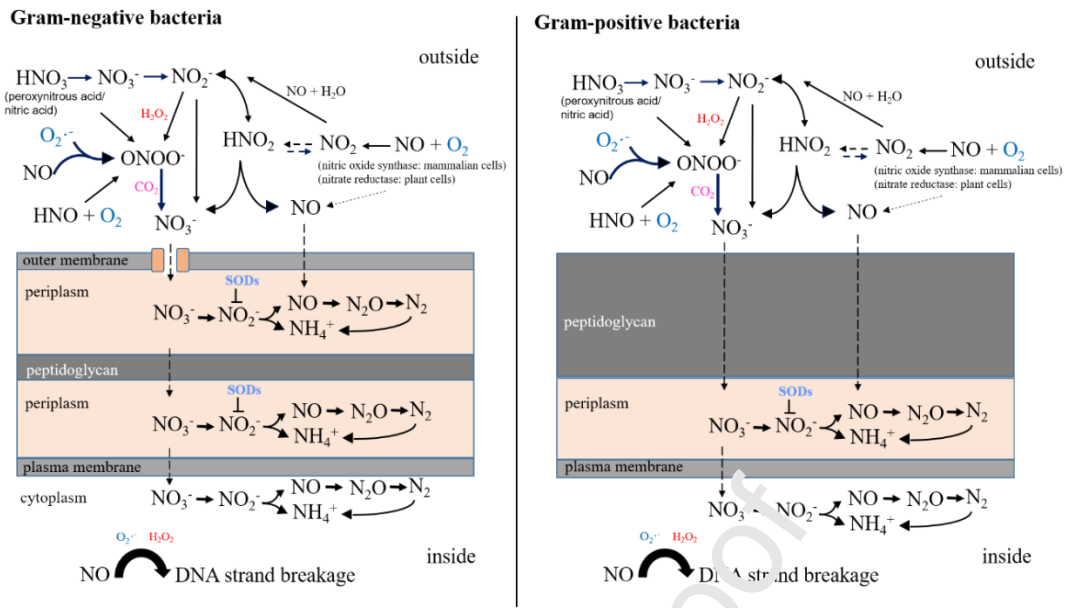 Gram-negative bacteria
outside
HNO₃ NO₃⁻ NO₂⁻
(peroxynitrous acid/
nitric acid)
NO + H₂O
H₂O₂
O₂·⁻
HNO₂ NO₂ NO + O₂
ONOO⁻
(nitric oxide synthase: mammalian cells)
(nitrate reductase: plant cells)
NO
CO₂
HNO + O₂
NO₃⁻
NO
outer membrane
SODs
periplasm
NO₃⁻ NO₂⁻ NO N₂O N₂
NH₄⁺
peptidoglycan
SODs
periplasm
NO₃⁻ NO₂⁻ NO N₂O N₂
NH₄⁺
plasma membrane
cytoplasm
NO₃⁻ NO₂⁻ NO N₂O N₂
NH₄⁺
O₂·⁻ H₂O₂
inside
NO DNA strand breakage
Gram-positive bacteria
outside
HNO₃ NO₃⁻ NO₂⁻
(peroxynitrous acid/
nitric acid)
NO + H₂O
H₂O₂
O₂·⁻
HNO₂ NO₂ NO + O₂
ONOO⁻
(nitric oxide synthase: mammalian cells)
(nitrate reductase: plant cells)
NO
CO₂
HNO + O₂
NO₃⁻
NO
peptidoglycan
SODs
periplasm
NO₃⁻ NO₂⁻ NO N₂O N₂
NH₄⁺
plasma membrane
NO₃⁻ NO₂⁻ NO N₂O N₂
NH₄⁺
O₂·⁻ H₂O₂
inside
NO DNA strand breakage
oof